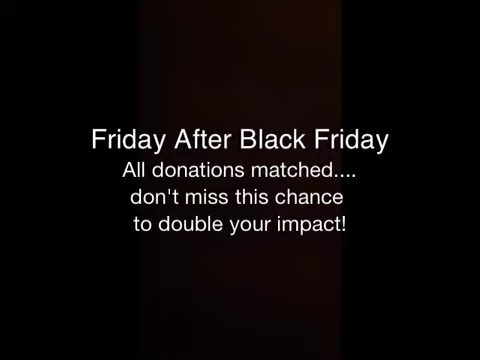 Friday After Black Friday
All donations matched....
don't miss this chance
to double your impact!